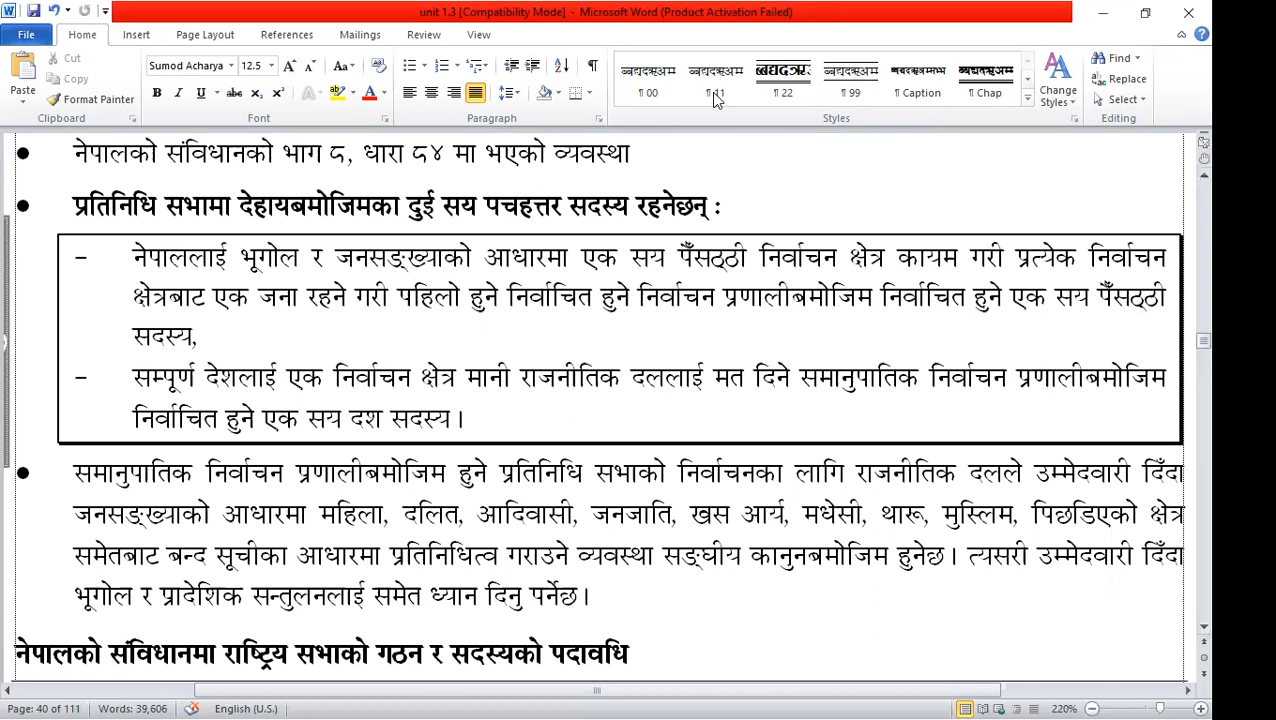 unit 1.3 [Compatibility Mode] - Microsoft Word (Product Activation Failed)
File Home Insert Page Layout References Mailings Review View
Paste Cut Copy Format Painter Clipboard
Sumod Acharya 12.5 Aa B I U abc x₂ x² A Font
Paragraph
¶ 00 ¶ 11 ¶ 22 ¶ 99 ¶ Caption ¶ Chap Change Styles Styles
Find Replace Select Editing
नेपालको संविधानको भाग ८, धारा ८४ मा भएको व्यवस्था
प्रतिनिधि सभामा देहायबमोजिमका दुई सय पचहत्तर सदस्य रहनेछन् :
– नेपाललाई भूगोल र जनसङ्ख्याको आधारमा एक सय पैँसठ्ठी निर्वाचन क्षेत्र कायम गरी प्रत्येक निर्वाचन
क्षेत्रबाट एक जना रहने गरी पहिलो हुने निर्वाचित हुने निर्वाचन प्रणालीबमोजिम निर्वाचित हुने एक सय पैँसठ्ठी
सदस्य,
– सम्पूर्ण देशलाई एक निर्वाचन क्षेत्र मानी राजनीतिक दललाई मत दिने समानुपातिक निर्वाचन प्रणालीबमोजिम
निर्वाचित हुने एक सय दश सदस्य ।
समानुपातिक निर्वाचन प्रणालीबमोजिम हुने प्रतिनिधि सभाको निर्वाचनका लागि राजनीतिक दलले उम्मेदवारी दिँदा
जनसङ्ख्याको आधारमा महिला, दलित, आदिवासी, जनजाति, खस आर्य, मधेसी, थारू, मुस्लिम, पिछडिएको क्षेत्र
समेतबाट बन्द सूचीका आधारमा प्रतिनिधित्व गराउने व्यवस्था सङ्घीय कानुनबमोजिम हुनेछ । त्यसरी उम्मेदवारी दिँदा
भूगोल र प्रादेशिक सन्तुलनलाई समेत ध्यान दिनु पर्नेछ ।
नेपालको संविधानमा राष्ट्रिय सभाको गठन र सदस्यको पदावधि
Page: 40 of 111 Words: 39,606 English (U.S.) 220%